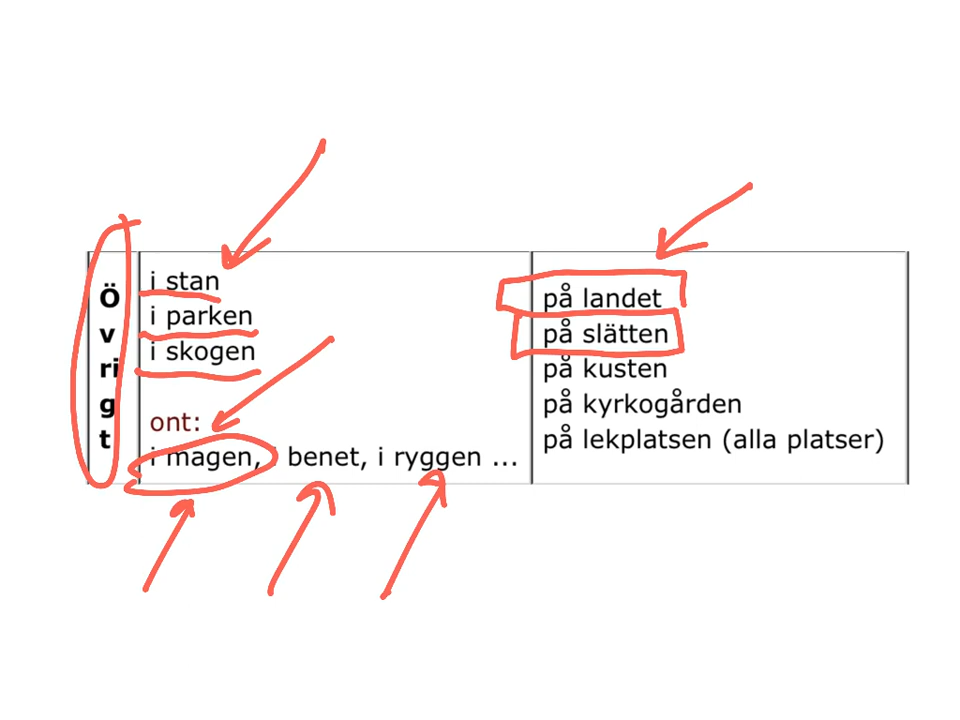 Övrigt
i stan
i parken
i skogen
ont:
i magen, i benet, i ryggen ...
på landet
på slätten
på kusten
på kyrkogården
på lekplatsen (alla platser)